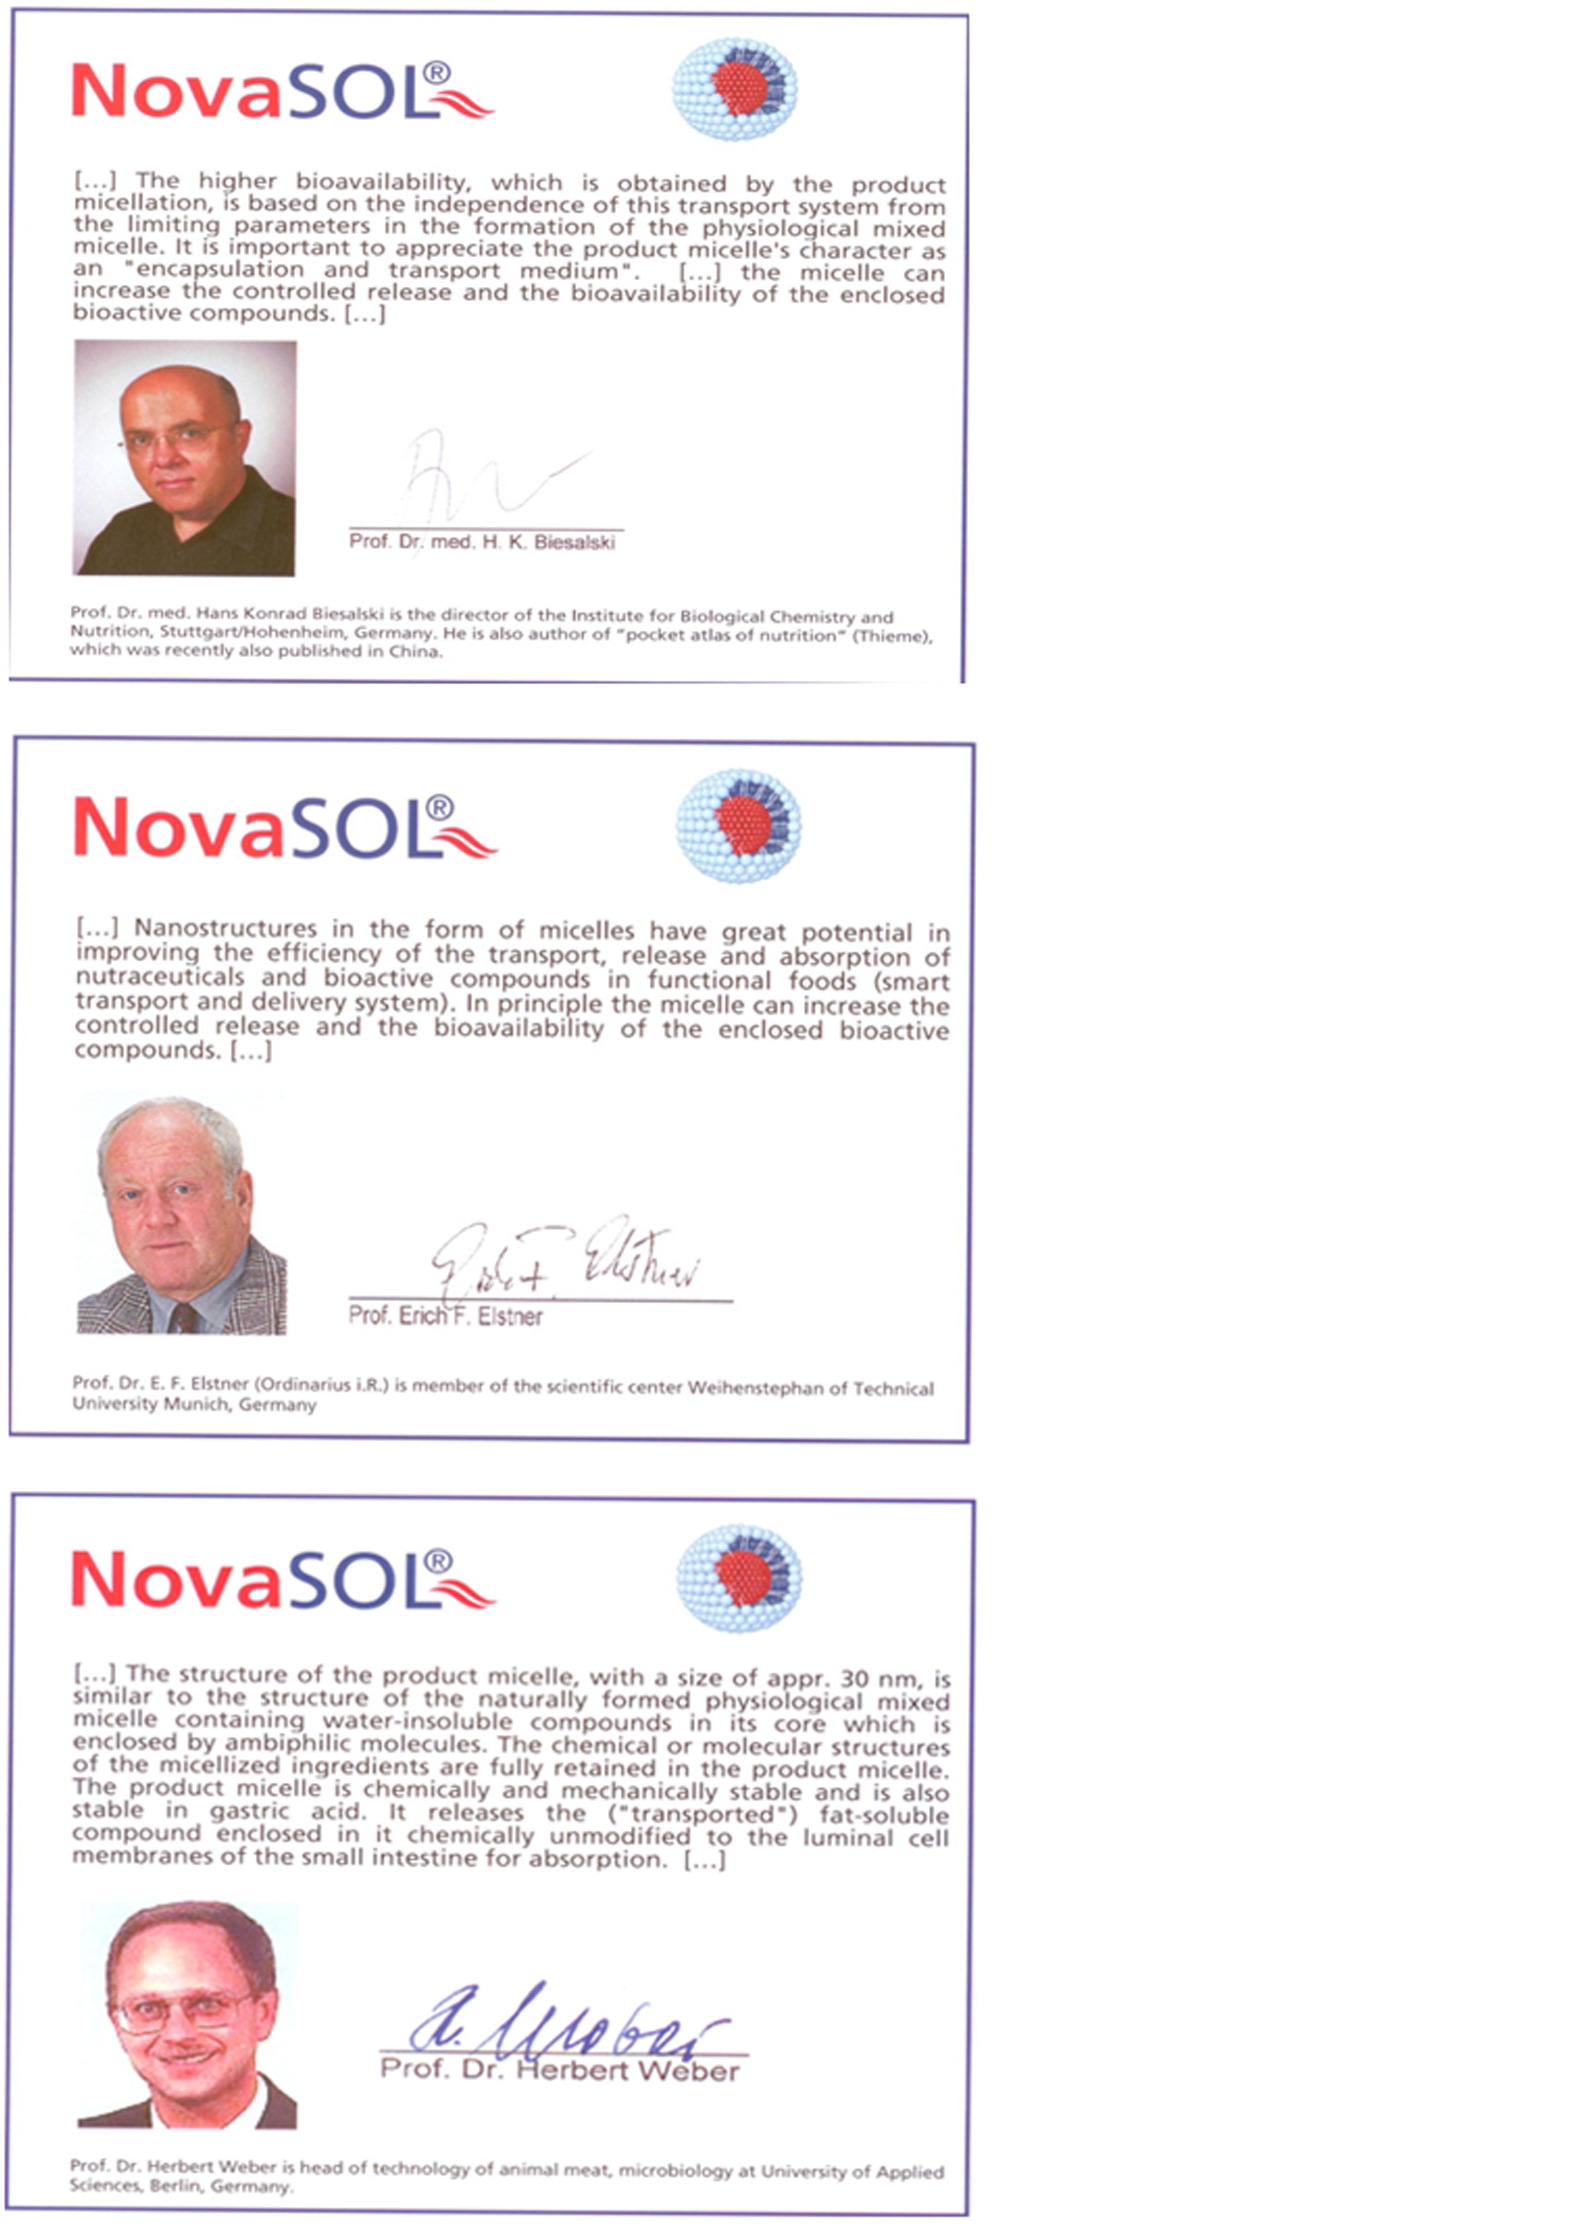 NovaSOL®
[...] The higher bioavailability, which is obtained by the product
micellation, is based on the independence of this transport system from
the limiting parameters in the formation of the physiological mixed
micelle. It is important to appreciate the product micelle's character as
an "encapsulation and transport medium". [...] the micelle can
increase the controlled release and the bioavailability of the enclosed
bioactive compounds. [...]
Prof. Dr. med. H. K. Biesalski
Prof. Dr. med. Hans Konrad Biesalski is the director of the Institute for Biological Chemistry and
Nutrition, Stuttgart/Hohenheim, Germany. He is also author of "pocket atlas of nutrition" (Thieme),
which was recently also published in China.
NovaSOL®
[...] Nanostructures in the form of micelles have great potential in
improving the efficiency of the transport, release and absorption of
nutraceuticals and bioactive compounds in functional foods (smart
transport and delivery system). In principle the micelle can increase the
controlled release and the bioavailability of the enclosed bioactive
compounds. [...]
Elstner
Prof. Erich F. Elstner
Prof. Dr. E. F. Elstner (Ordinarius i.R.) is member of the scientific center Weihenstephan of Technical
University Munich, Germany
NovaSOL®
[...] The structure of the product micelle, with a size of appr. 30 nm, is
similar to the structure of the naturally formed physiological mixed
micelle containing water-insoluble compounds in its core which is
enclosed by ambiphilic molecules. The chemical or molecular structures
of the micellized ingredients are fully retained in the product micelle.
The product micelle is chemically and mechanically stable and is also
stable in gastric acid. It releases the ("transported") fat-soluble
compound enclosed in it chemically unmodified to the luminal cell
membranes of the small intestine for absorption. [...]
Prof. Dr. Herbert Weber
Prof. Dr. Herbert Weber is head of technology of animal meat, microbiology at University of Applied
Sciences, Berlin, Germany.